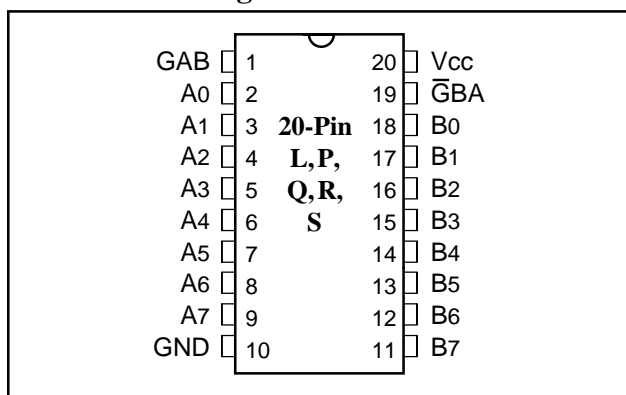 GAB 1 20 Vcc
A0 2 19 G̅BA
A1 3 20-Pin 18 B0
A2 4 L,P, 17 B1
A3 5 Q,R, 16 B2
A4 6 S 15 B3
A5 7 14 B4
A6 8 13 B5
A7 9 12 B6
GND 10 11 B7